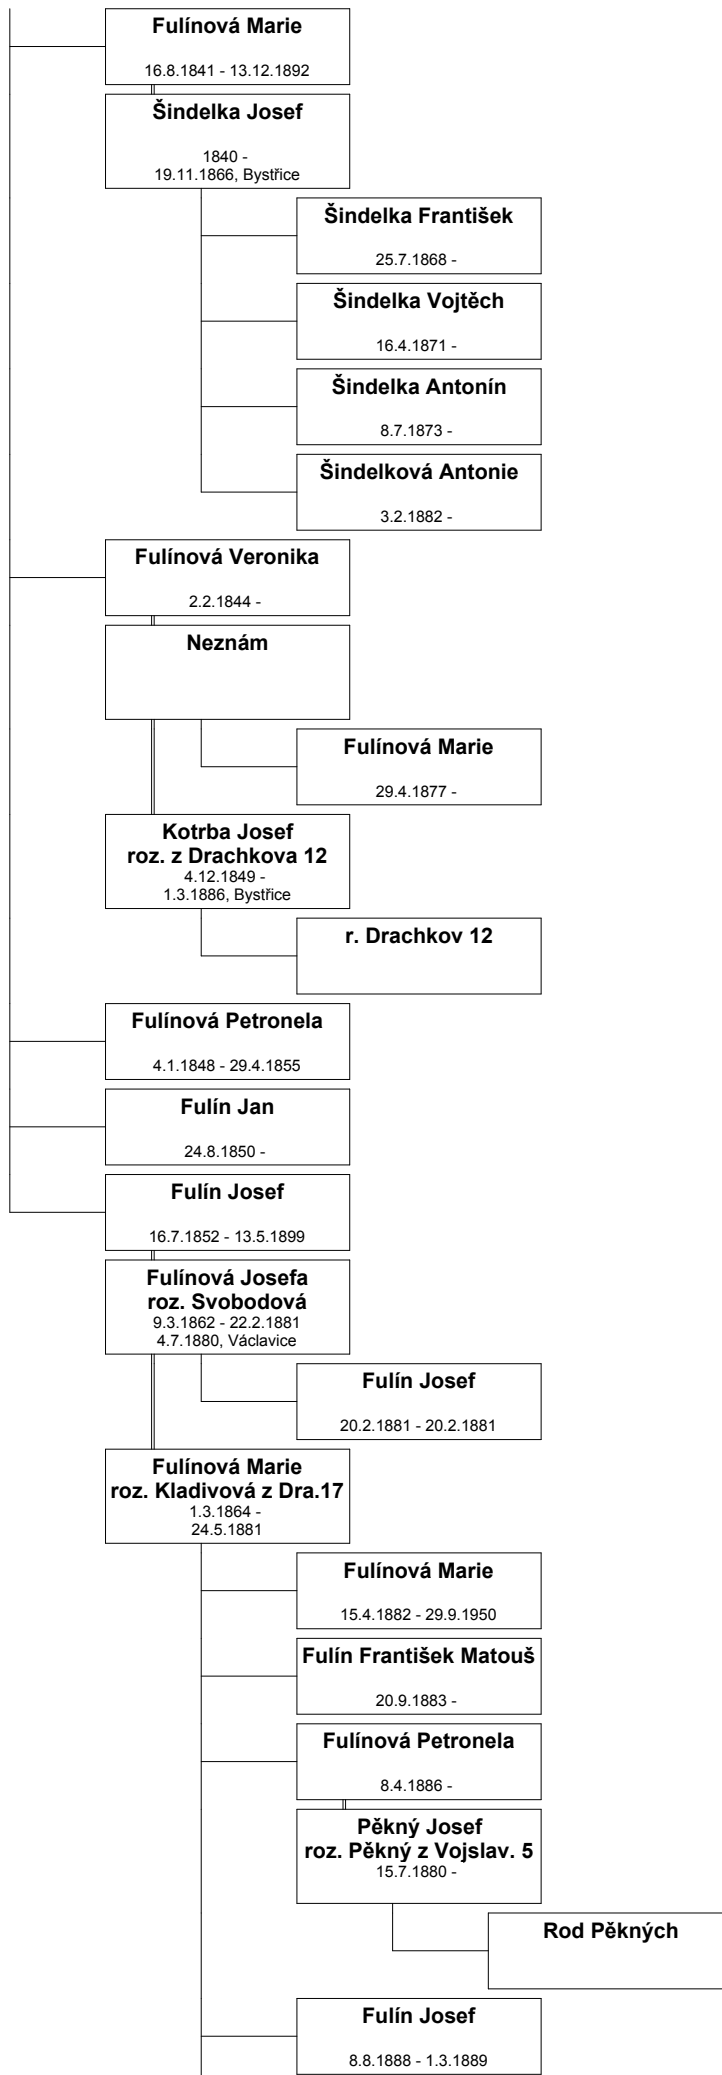 Fulínová Marie
16.8.1841 - 13.12.1892
Šindelka Josef
1840 -
19.11.1866, Bystřice
Šindelka František
25.7.1868 -
Šindelka Vojtěch
16.4.1871 -
Šindelka Antonín
8.7.1873 -
Šindelková Antonie
3.2.1882 -
Fulínová Veronika
2.2.1844 -
Neznám
Fulínová Marie
29.4.1877 -
Kotrba Josef
roz. z Drachkova 12
4.12.1849 -
1.3.1886, Bystřice
r. Drachkov 12
Fulínová Petronela
4.1.1848 - 29.4.1855
Fulín Jan
24.8.1850 -
Fulín Josef
16.7.1852 - 13.5.1899
Fulínová Josefa
roz. Svobodová
9.3.1862 - 22.2.1881
4.7.1880, Václavice
Fulín Josef
20.2.1881 - 20.2.1881
Fulínová Marie
roz. Kladivová z Dra.17
1.3.1864 -
24.5.1881
Fulínová Marie
15.4.1882 - 29.9.1950
Fulín František Matouš
20.9.1883 -
Fulínová Petronela
8.4.1886 -
Pěkný Josef
roz. Pěkný z Vojslav. 5
15.7.1880 -
Rod Pěkných
Fulín Josef
8.8.1888 - 1.3.1889